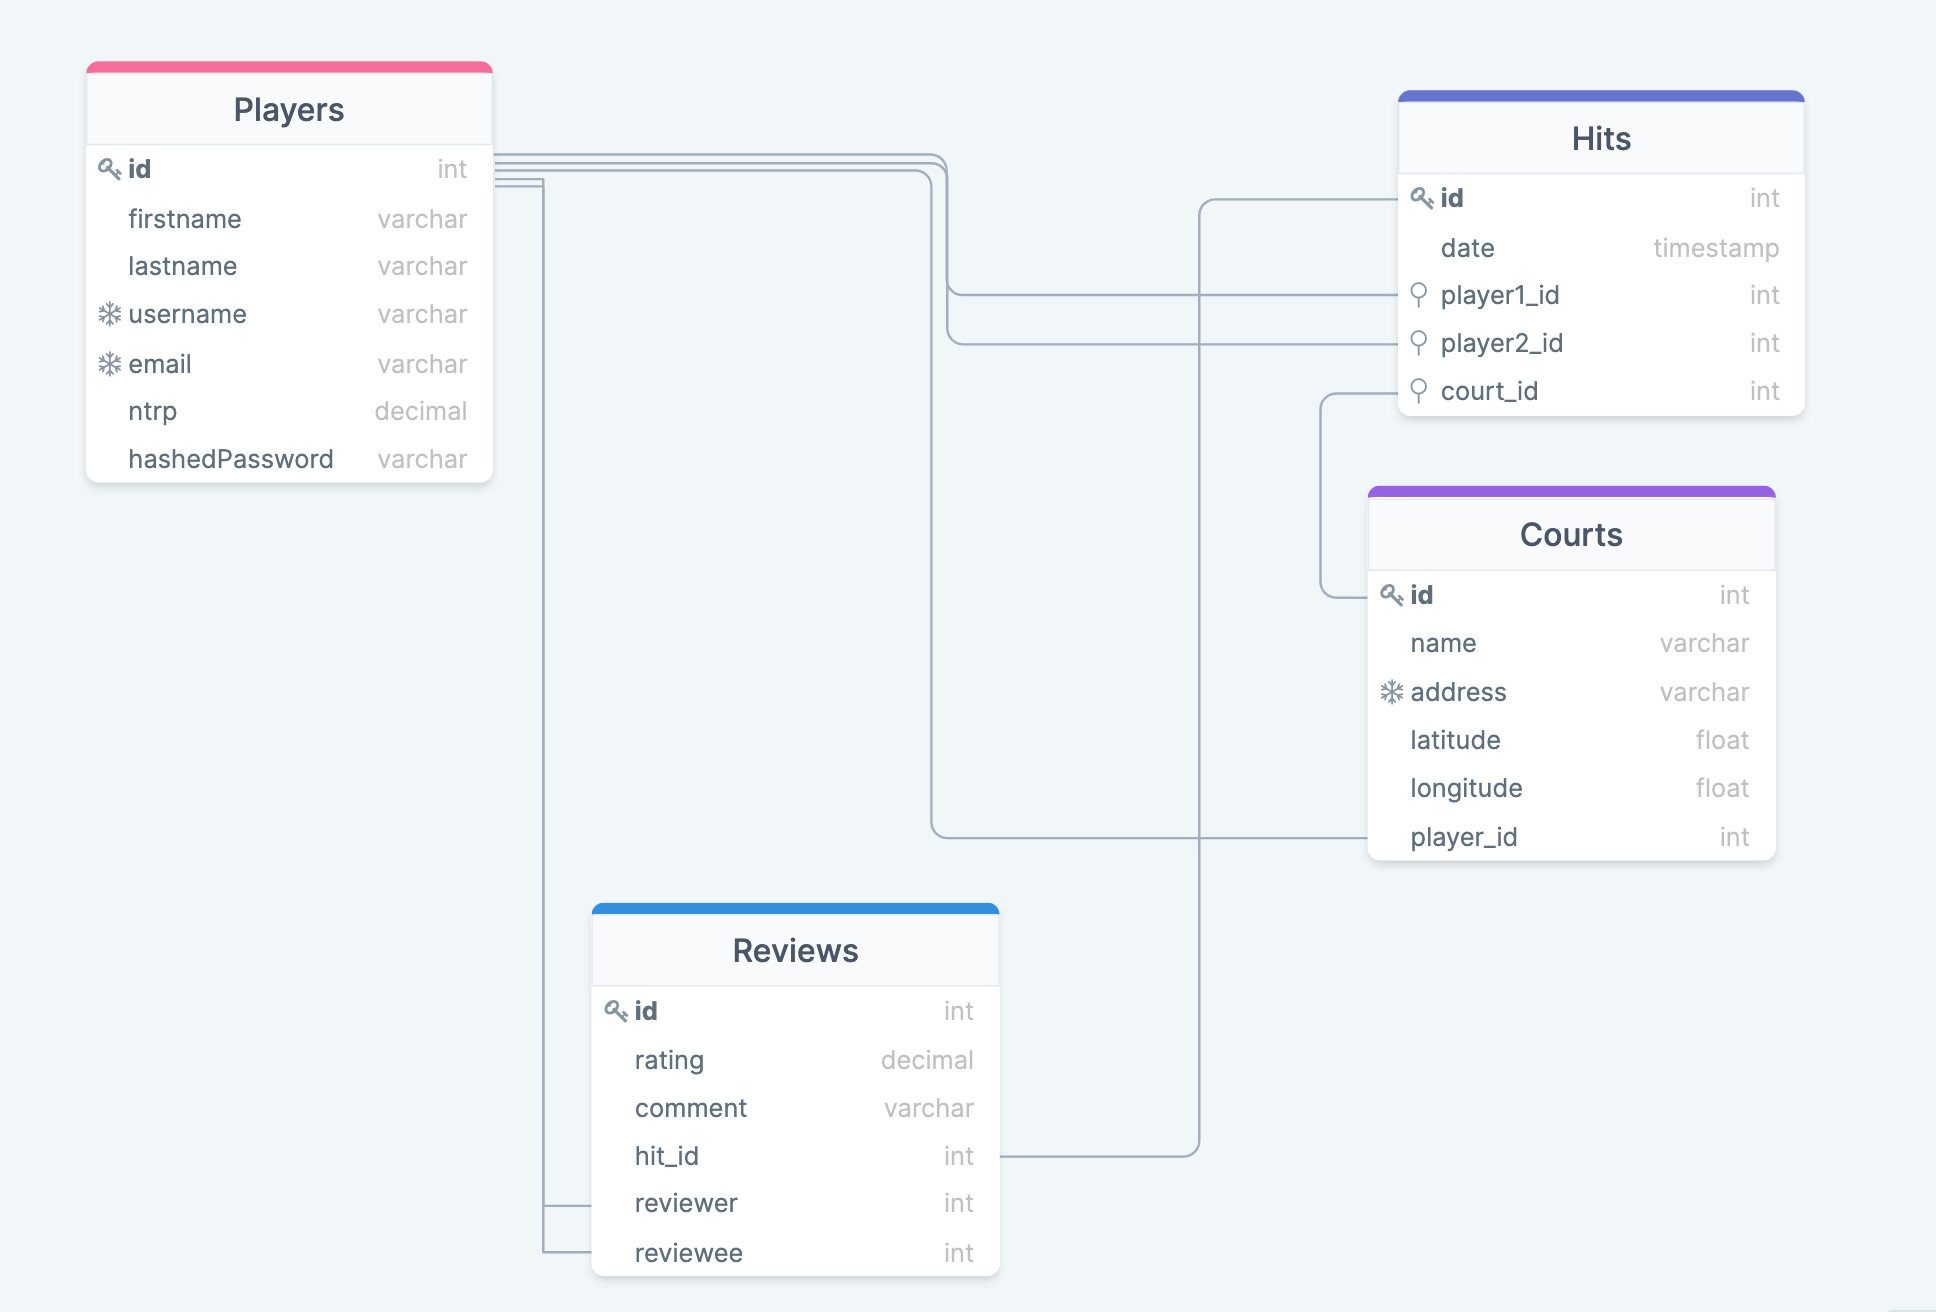 Players
id int
firstname varchar
lastname varchar
username varchar
email varchar
ntrp decimal
hashedPassword varchar
Hits
id int
date timestamp
player1_id int
player2_id int
court_id int
Courts
id int
name varchar
address varchar
latitude float
longitude float
player_id int
Reviews
id int
rating decimal
comment varchar
hit_id int
reviewer int
reviewee int